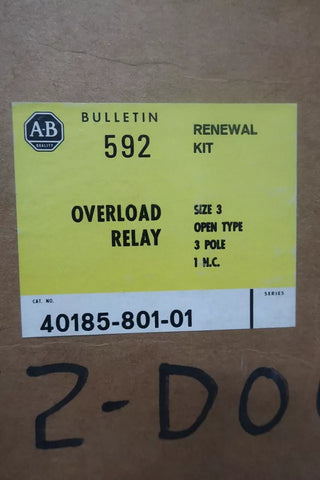 A-B
QUALITY
BULLETIN
592
RENEWAL
KIT
OVERLOAD
RELAY
SIZE 3
OPEN TYPE
3 POLE
1 N.C.
CAT. NO.
40185-801-01
SERIES
2-DO